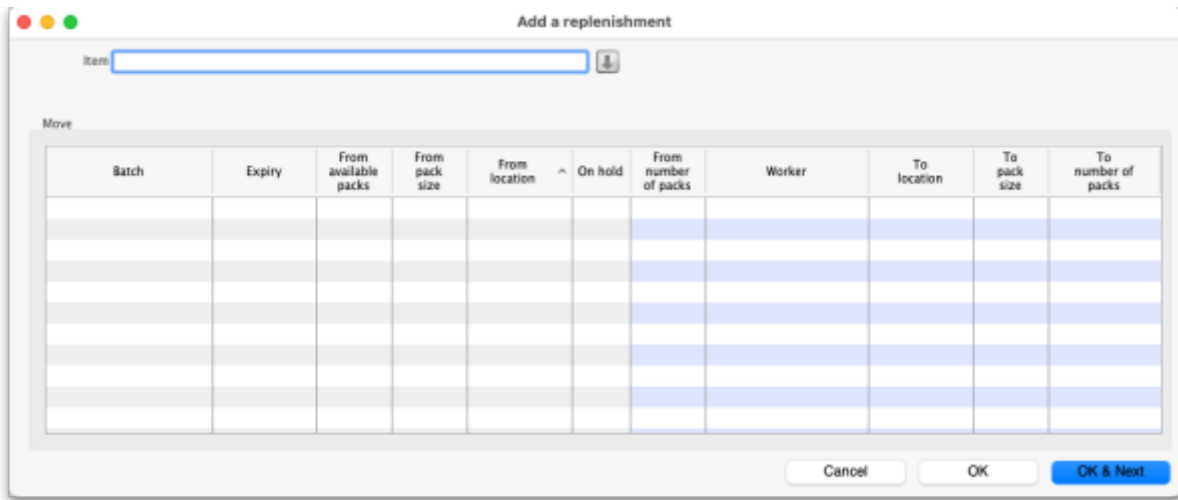 Add a replenishment
Item
Move
Batch
Expiry
From
available
packs
From
pack
size
From
location
On hold
From
number
of packs
Worker
To
location
To
pack
size
To
number of
packs
Cancel
OK
OK & Next